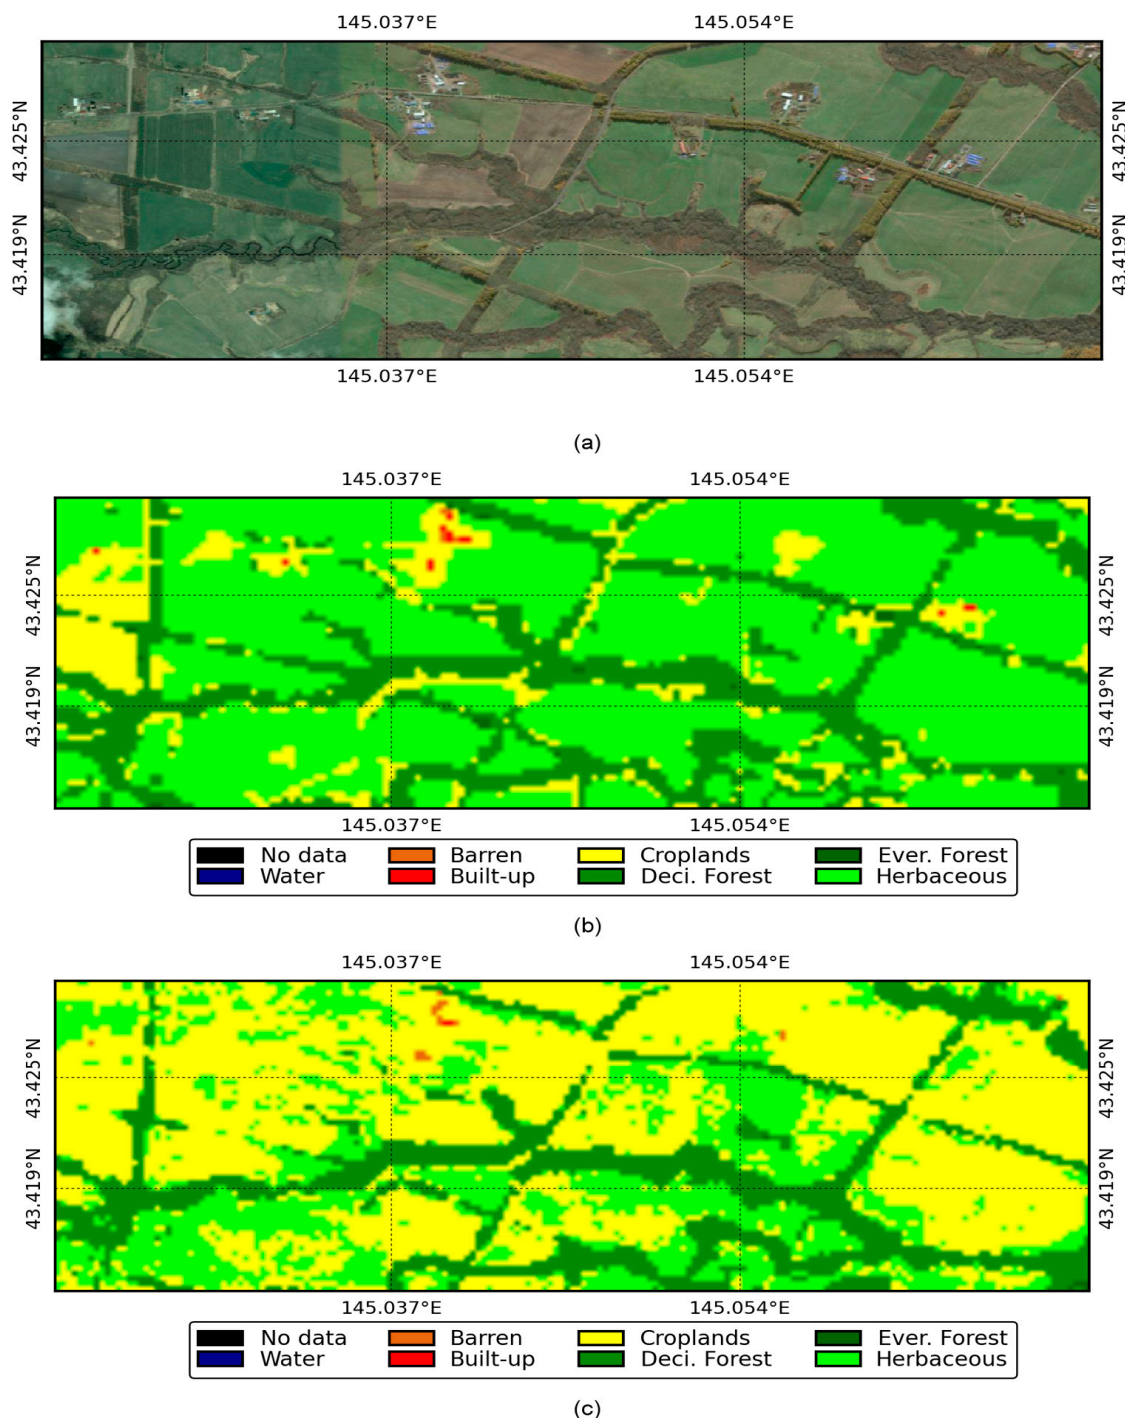 145.037°E 145.054°E
43.425°N 43.425°N
43.419°N 43.419°N
145.037°E 145.054°E
(a)
145.037°E 145.054°E
43.425°N 43.425°N
43.419°N 43.419°N
145.037°E 145.054°E
No data Barren Croplands Ever. Forest
Water Built-up Deci. Forest Herbaceous
(b)
145.037°E 145.054°E
43.425°N 43.425°N
43.419°N 43.419°N
145.037°E 145.054°E
No data Barren Croplands Ever. Forest
Water Built-up Deci. Forest Herbaceous
(c)